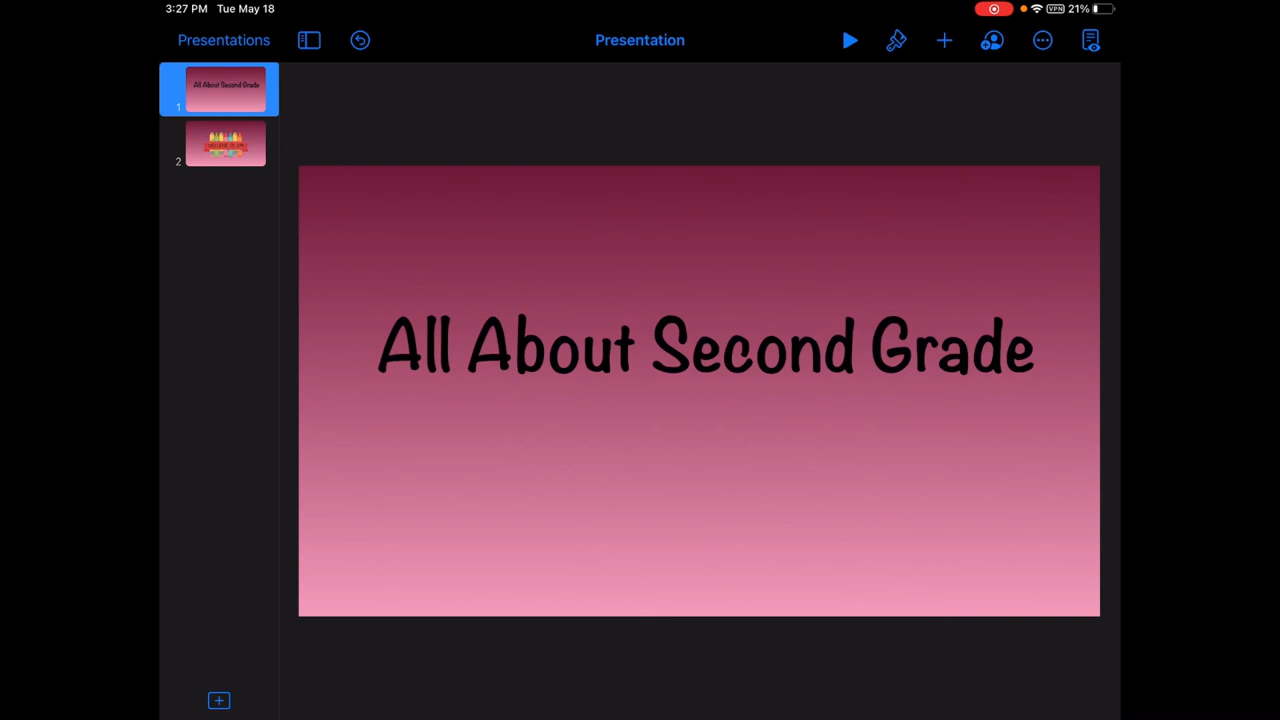 3:27 PM Tue May 18
VPN 21%
Presentations
Presentation
All About Second Grade
1
All About Second Grade
2